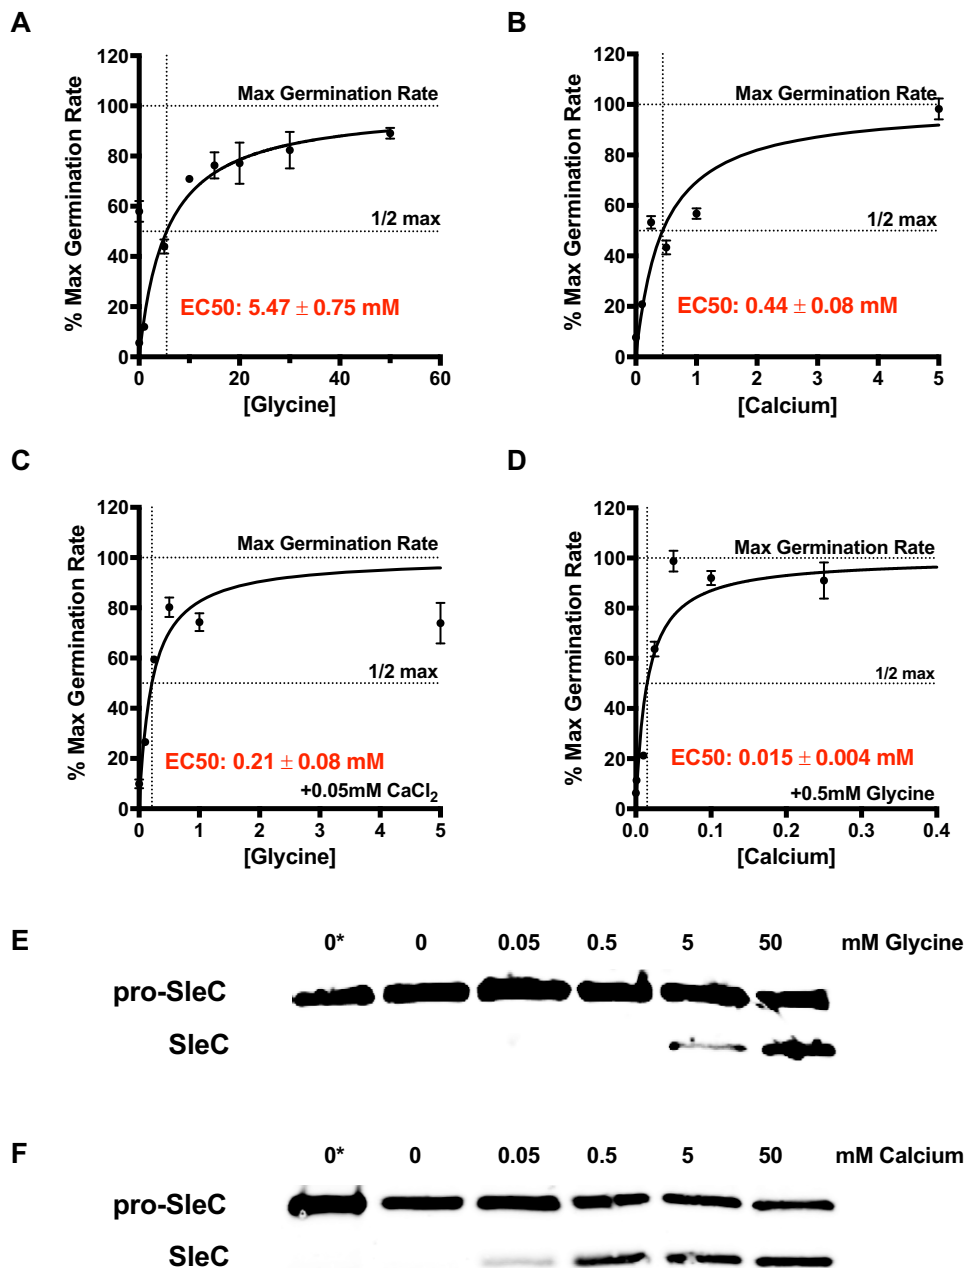 A
% Max Germination Rate
120
100
80
60
40
20
0
Max Germination Rate
1/2 max
EC50: 5.47 ± 0.75 mM
0 20 40 60
[Glycine]
B
% Max Germination Rate
120
100
80
60
40
20
0
Max Germination Rate
1/2 max
EC50: 0.44 ± 0.08 mM
0 1 2 3 4 5
[Calcium]
C
% Max Germination Rate
120
100
80
60
40
20
0
Max Germination Rate
1/2 max
EC50: 0.21 ± 0.08 mM
+0.05mM CaCl₂
0 1 2 3 4 5
[Glycine]
D
% Max Germination Rate
120
100
80
60
40
20
0
Max Germination Rate
1/2 max
EC50: 0.015 ± 0.004 mM
+0.5mM Glycine
0.0 0.1 0.2 0.3 0.4
[Calcium]
E
0* 0 0.05 0.5 5 50 mM Glycine
pro-SleC
SleC
F
0* 0 0.05 0.5 5 50 mM Calcium
pro-SleC
SleC